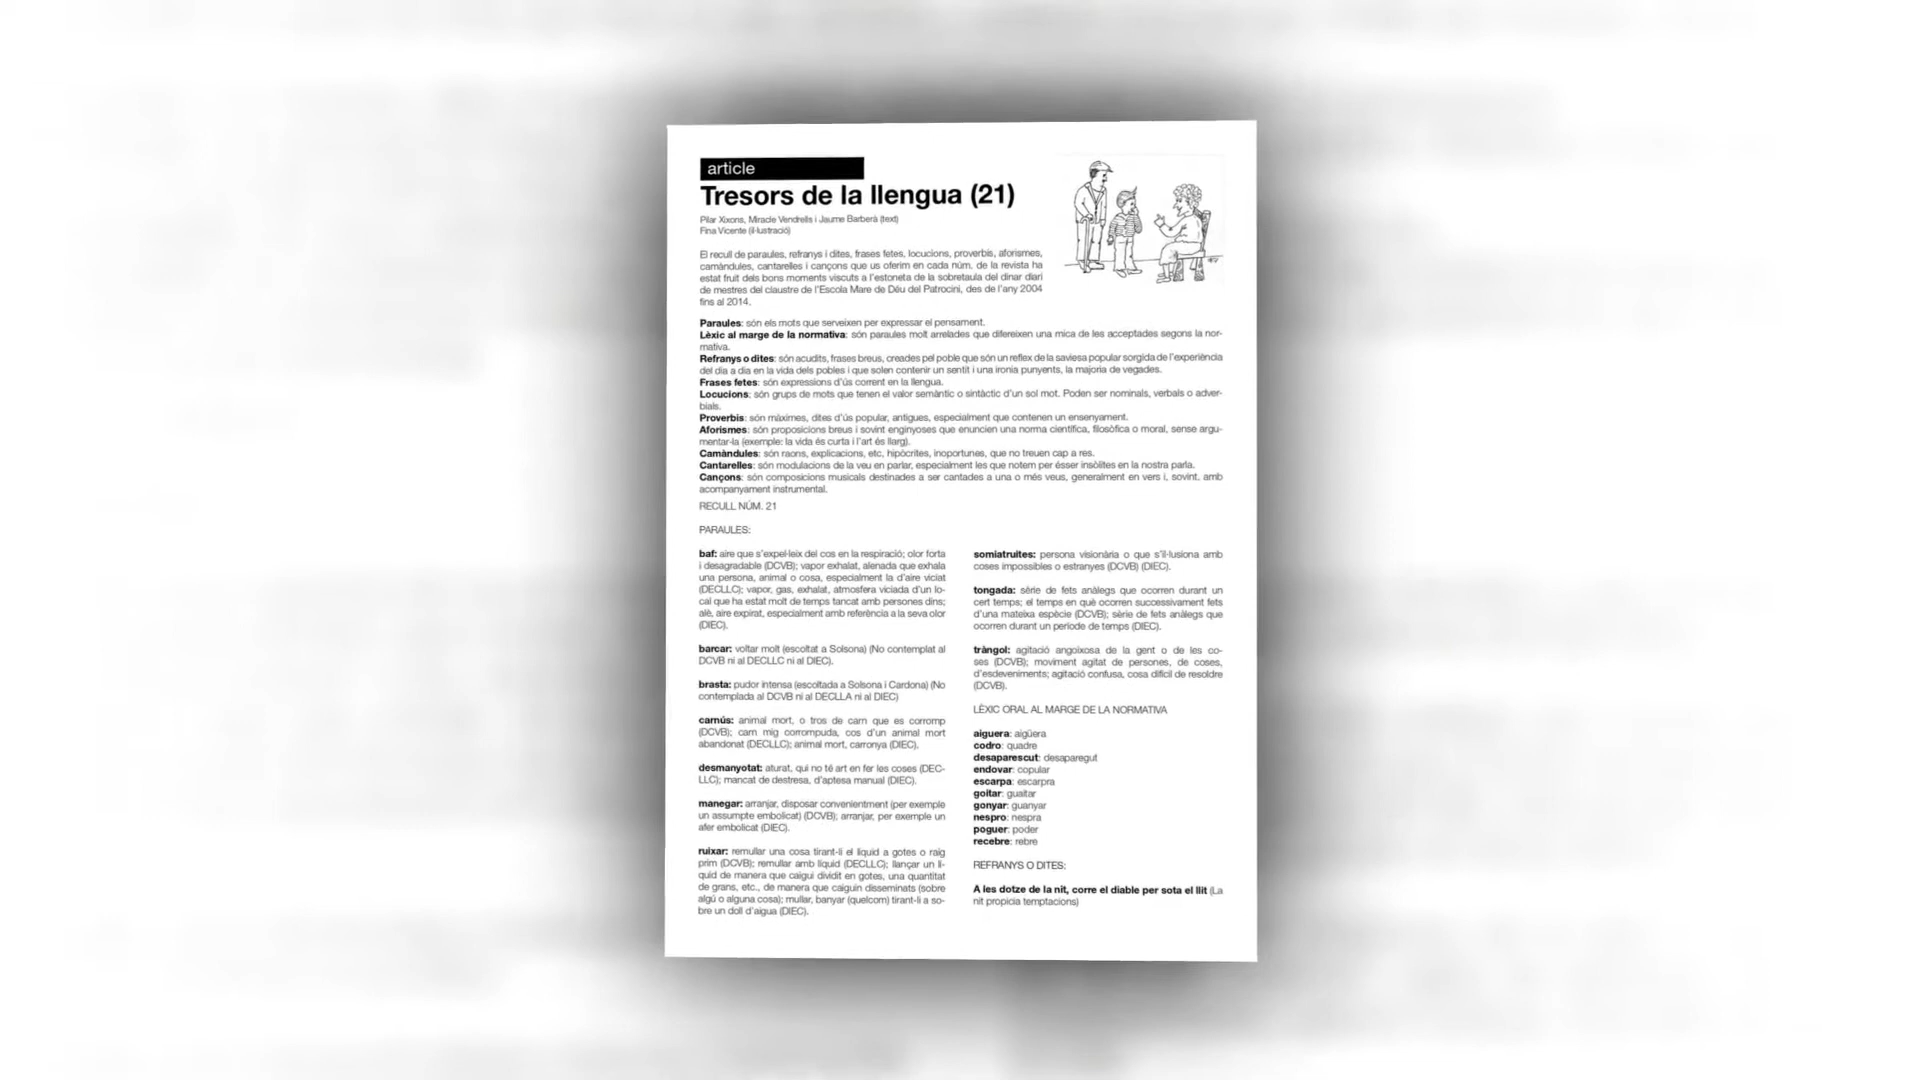 article
Tresors de la llengua (21)
Pilar Xixons, Miracle Vendrells i Jaume Barberà (text)
Fina Vicente (il·lustració)
El recull de paraules, refranys i dites, frases fetes, locucions, proverbis, aforismes,
camàndules, cantarelles i cançons que us oferim en cada núm. de la revista ha
estat fruit dels bons moments viscuts a l'estoneta de la sobretaula del dinar diari
de mestres del claustre de l'Escola Mare de Déu del Patrocini, des de l'any 2004
fins al 2014.
Paraules: són els mots que serveixen per expressar el pensament.
Lèxic al marge de la normativa: són paraules molt arrelades que difereixen una mica de les acceptades segons la nor-
mativa.
Refranys o dites: són acudits, frases breus, creades pel poble que són un reflex de la saviesa popular sorgida de l'experiència
del dia a dia en la vida dels pobles i que solen contenir un sentit i una ironia punyents, la majoria de vegades.
Frases fetes: són expressions d'ús corrent en la llengua.
Locucions: són grups de mots que tenen el valor semàntic o sintàctic d'un sol mot. Poden ser nominals, verbals o adver-
bials.
Proverbis: són màximes, dites d'ús popular, antigues, especialment que contenen un ensenyament.
Aforismes: són proposicions breus i sovint enginyoses que enuncien una norma científica, filosòfica o moral, sense argu-
mentar-la (exemple: la vida és curta i l'art és llarg).
Camàndules: són raons, explicacions, etc, hipòcrites, inoportunes, que no treuen cap a res.
Cantarelles: són modulacions de la veu en parlar, especialment les que notem per ésser insòlites en la nostra parla.
Cançons: són composicions musicals destinades a ser cantades a una o més veus, generalment en vers i, sovint, amb
acompanyament instrumental.
RECULL NÚM. 21
PARAULES:
baf: aire que s'expel·leix del cos en la respiració; olor forta
i desagradable (DCVB); vapor exhalat, alenada que exhala
una persona, animal o cosa, especialment la d'aire viciat
(DECLLC); vapor, gas, exhalat, atmosfera viciada d'un lo-
cal que ha estat molt de temps tancat amb persones dins;
alè, aire expirat, especialment amb referència a la seva olor
(DIEC).
barcar: voltar molt (escoltat a Solsona) (No contemplat al
DCVB ni al DECLLC ni al DIEC).
brasta: pudor intensa (escoltada a Solsona i Cardona) (No
contemplada al DCVB ni al DECLLA ni al DIEC)
carnús: animal mort, o tros de carn que es corromp
(DCVB); carn mig corrompuda, cos d'un animal mort
abandonat (DECLLC); animal mort, carronya (DIEC).
desmanyotat: aturat, qui no té art en fer les coses (DEC-
LLC); mancat de destresa, d'aptesa manual (DIEC).
manegar: arranjar, disposar convenientment (per exemple
un assumpte embolicat) (DCVB); arranjar, per exemple un
afer embolicat (DIEC).
ruixar: remullar una cosa tirant-li el líquid a gotes o raig
prim (DCVB); remullar amb líquid (DECLLC); llançar un lí-
quid de manera que caigui dividit en gotes, una quantitat
de grans, etc., de manera que caiguin disseminats (sobre
algú o alguna cosa); mullar, banyar (quelcom) tirant-li a so-
bre un doll d'aigua (DIEC).
somiatruites: persona visionària o que s'il·lusiona amb
coses impossibles o estranyes (DCVB) (DIEC).
tongada: sèrie de fets anàlegs que ocorren durant un
cert temps; el temps en què ocorren successivament fets
d'una mateixa espècie (DCVB); sèrie de fets anàlegs que
ocorren durant un període de temps (DIEC).
tràngol: agitació angoixosa de la gent o de les co-
ses (DCVB); moviment agitat de persones, de coses,
d'esdeveniments; agitació confusa, cosa difícil de resoldre
(DCVB).
LÈXIC ORAL AL MARGE DE LA NORMATIVA
aiguera: aigüera
codro: quadre
desaparescut: desaparegut
endovar: copular
escarpa: escarpra
goitar: guaitar
gonyar: guanyar
nespro: nespra
poguer: poder
recebre: rebre
REFRANYS O DITES:
A les dotze de la nit, corre el diable per sota el llit (La
nit propicia temptacions)